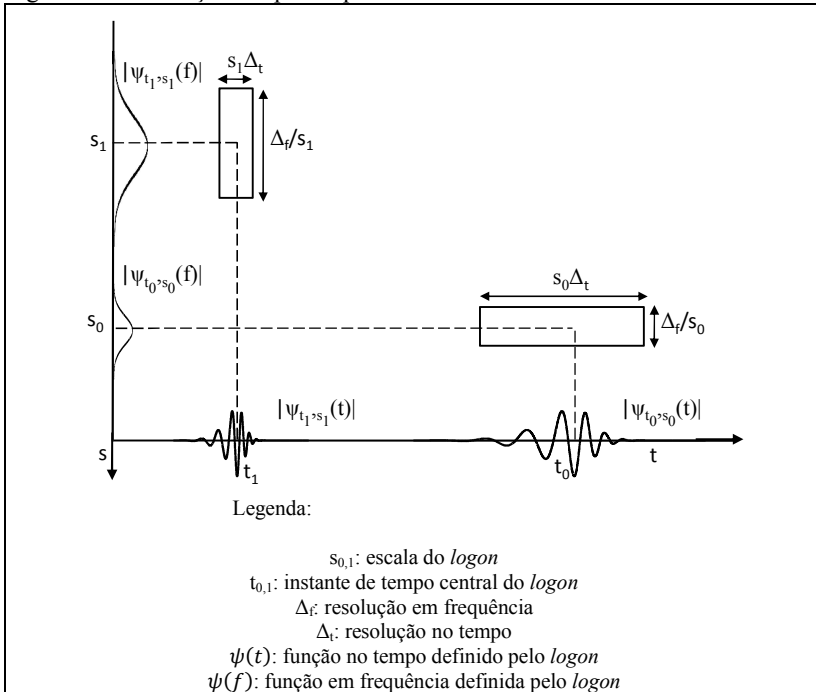 |ψt₁,s₁(f)|
s₁Δt
s₁
Δf/s₁
|ψt₀,s₀(f)|
s₀Δt
s₀
Δf/s₀
|ψt₁,s₁(t)|
|ψt₀,s₀(t)|
s
t₁
t₀
t
Legenda:
s₀,₁: escala do logon
t₀,₁: instante de tempo central do logon
Δf: resolução em frequência
Δt: resolução no tempo
ψ(t): função no tempo definido pelo logon
ψ(f): função em frequência definida pelo logon